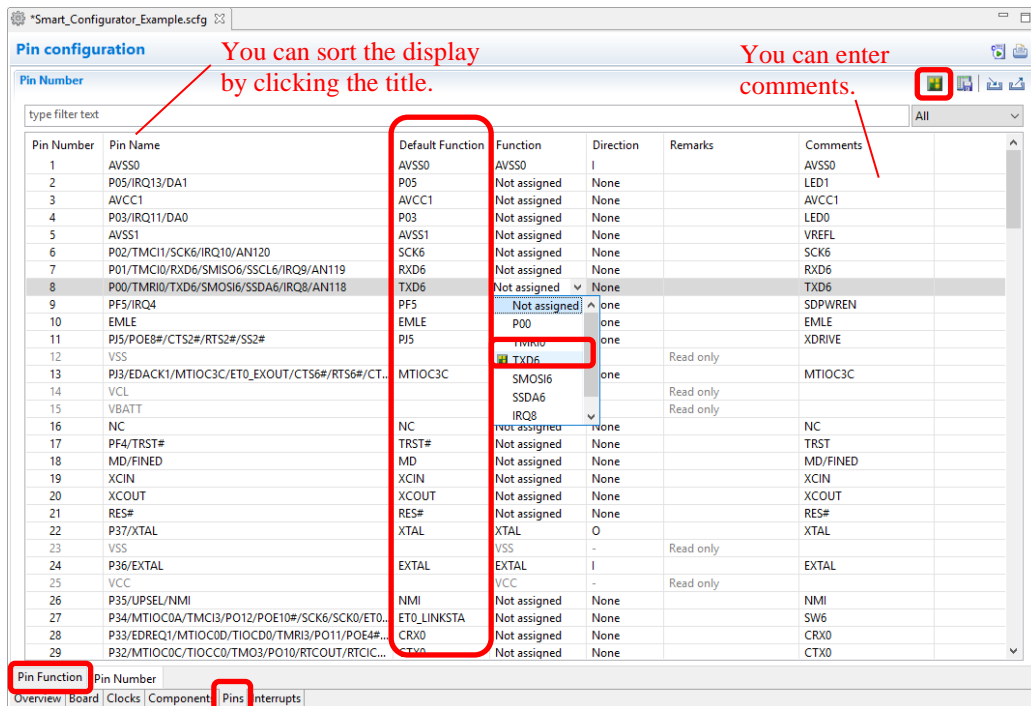 *Smart_Configurator_Example.scfg
Pin configuration
You can sort the display
by clicking the title.
You can enter
comments.
Pin Number
type filter text All
Pin Number Pin Name Default Function Function Direction Remarks Comments
1 AVSS0 AVSS0 AVSS0 I AVSS0
2 P05/IRQ13/DA1 P05 Not assigned None LED1
3 AVCC1 AVCC1 Not assigned None AVCC1
4 P03/IRQ11/DA0 P03 Not assigned None LED0
5 AVSS1 AVSS1 Not assigned None VREFL
6 P02/TMCI1/SCK6/IRQ10/AN120 SCK6 Not assigned None SCK6
7 P01/TMCI0/RXD6/SMISO6/SSCL6/IRQ9/AN119 RXD6 Not assigned None RXD6
8 P00/TMRI0/TXD6/SMOSI6/SSDA6/IRQ8/AN118 TXD6 Not assigned None TXD6
9 PF5/IRQ4 PF5 Not assigned one SDPWREN
10 EMLE EMLE P00 one EMLE
11 PJ5/POE8#/CTS2#/RTS2#/SS2# PJ5 TMRI0 one XDRIVE
12 VSS TXD6 Read only
13 PJ3/EDACK1/MTIOC3C/ET0_EXOUT/CTS6#/RTS6#/CT... MTIOC3C SMOSI6 one MTIOC3C
14 VCL SSDA6 Read only
15 VBATT IRQ8 Read only
16 NC NC Not assigned None NC
17 PF4/TRST# TRST# Not assigned None TRST
18 MD/FINED MD Not assigned None MD/FINED
19 XCIN XCIN Not assigned None XCIN
20 XCOUT XCOUT Not assigned None XCOUT
21 RES# RES# Not assigned None RES#
22 P37/XTAL XTAL XTAL O XTAL
23 VSS VSS - Read only
24 P36/EXTAL EXTAL EXTAL I EXTAL
25 VCC VCC - Read only
26 P35/UPSEL/NMI NMI Not assigned None NMI
27 P34/MTIOC0A/TMCI3/PO12/POE10#/SCK6/SCK0/ET0... ET0_LINKSTA Not assigned None SW6
28 P33/EDREQ1/MTIOC0D/TIOCD0/TMRI3/PO11/POE4#... CRX0 Not assigned None CRX0
29 P32/MTIOC0C/TIOCC0/TMO3/PO10/RTCOUT/RTCIC... CTX0 Not assigned None CTX0
Pin Function Pin Number
Overview Board Clocks Components Pins Interrupts